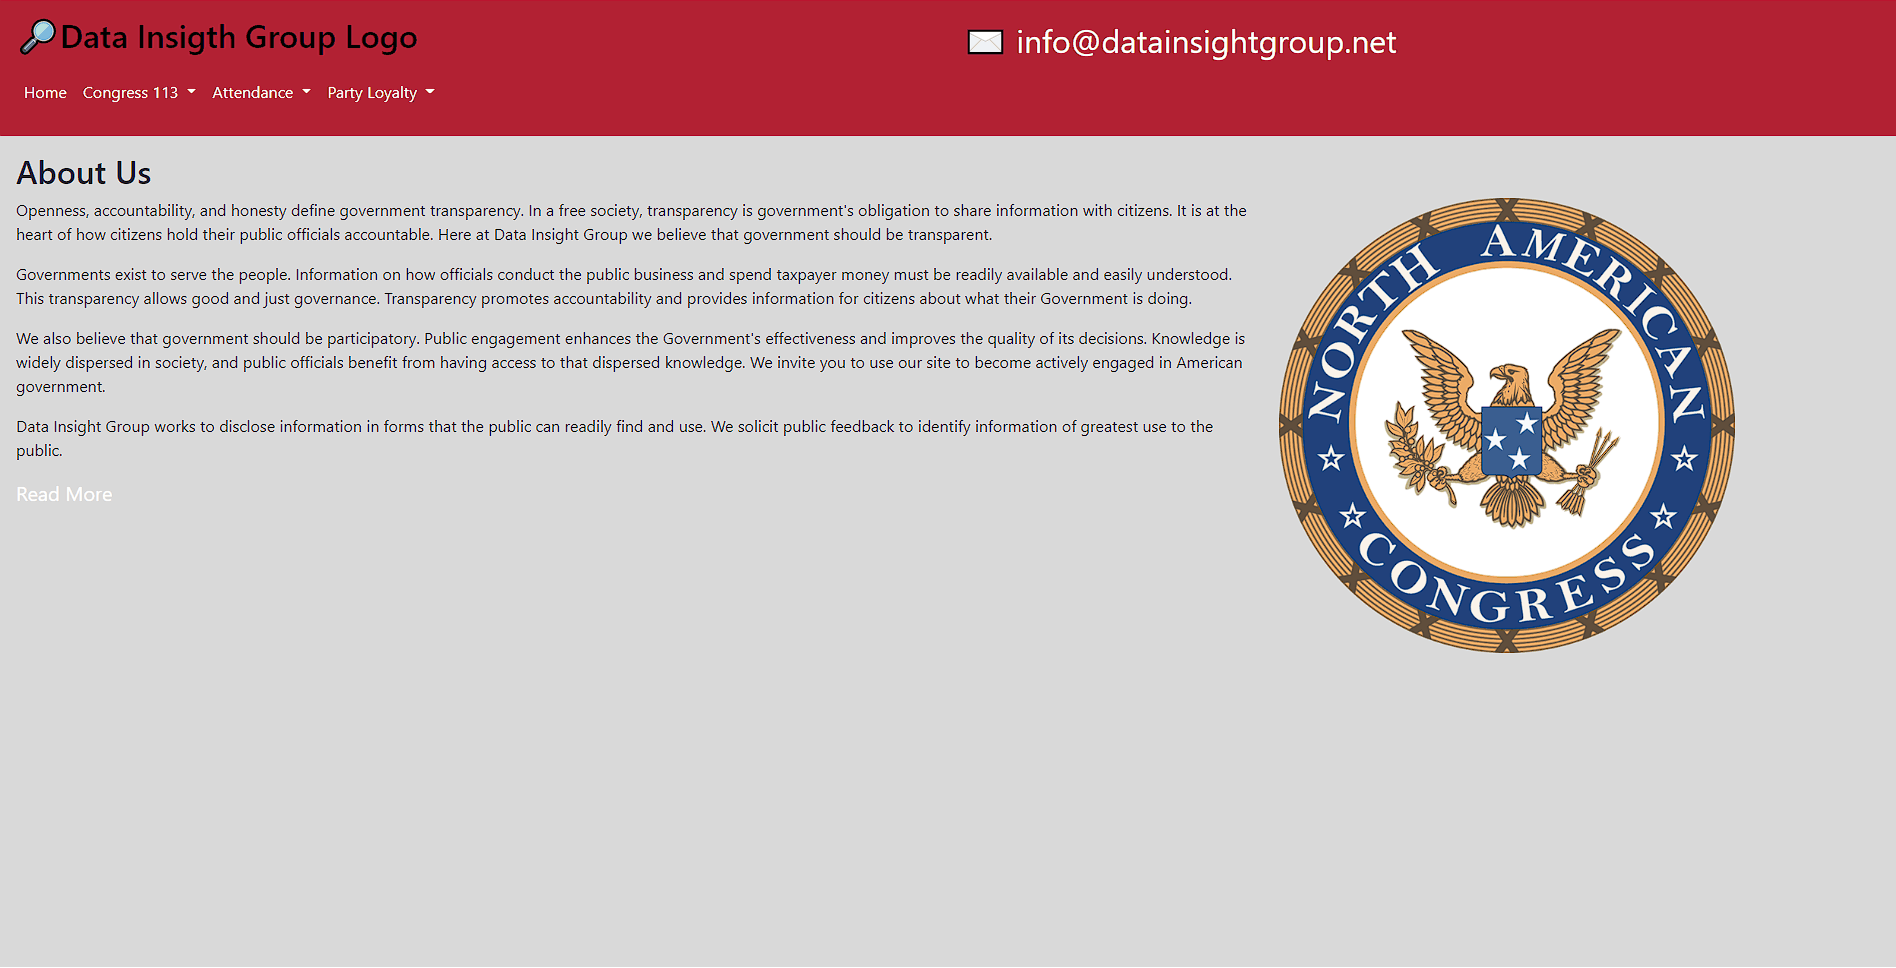 Data Insigth Group Logo
info@datainsightgroup.net
Home Congress 113 Attendance Party Loyalty
About Us
Openness, accountability, and honesty define government transparency. In a free society, transparency is government's obligation to share information with citizens. It is at the
heart of how citizens hold their public officials accountable. Here at Data Insight Group we believe that government should be transparent.
Governments exist to serve the people. Information on how officials conduct the public business and spend taxpayer money must be readily available and easily understood.
This transparency allows good and just governance. Transparency promotes accountability and provides information for citizens about what their Government is doing.
We also believe that government should be participatory. Public engagement enhances the Government's effectiveness and improves the quality of its decisions. Knowledge is
widely dispersed in society, and public officials benefit from having access to that dispersed knowledge. We invite you to use our site to become actively engaged in American
government.
Data Insight Group works to disclose information in forms that the public can readily find and use. We solicit public feedback to identify information of greatest use to the
public.
Read More
NORTH AMERICAN
CONGRESS